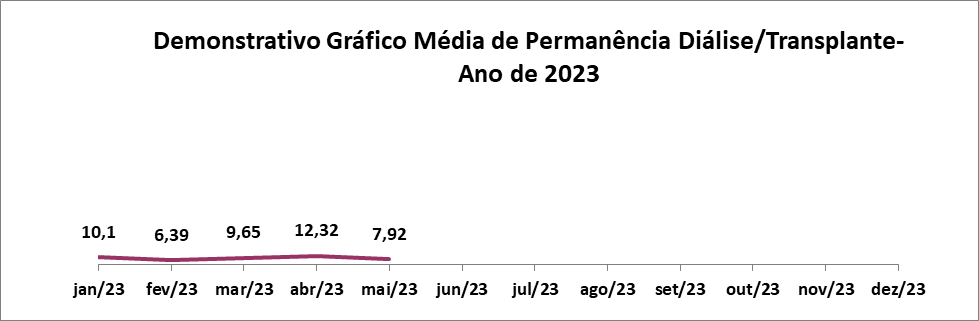 Demonstrativo Gráfico Média de Permanência Diálise/Transplante-
Ano de 2023
10,1 6,39 9,65 12,32 7,92
jan/23 fev/23 mar/23 abr/23 mai/23 jun/23 jul/23 ago/23 set/23 out/23 nov/23 dez/23